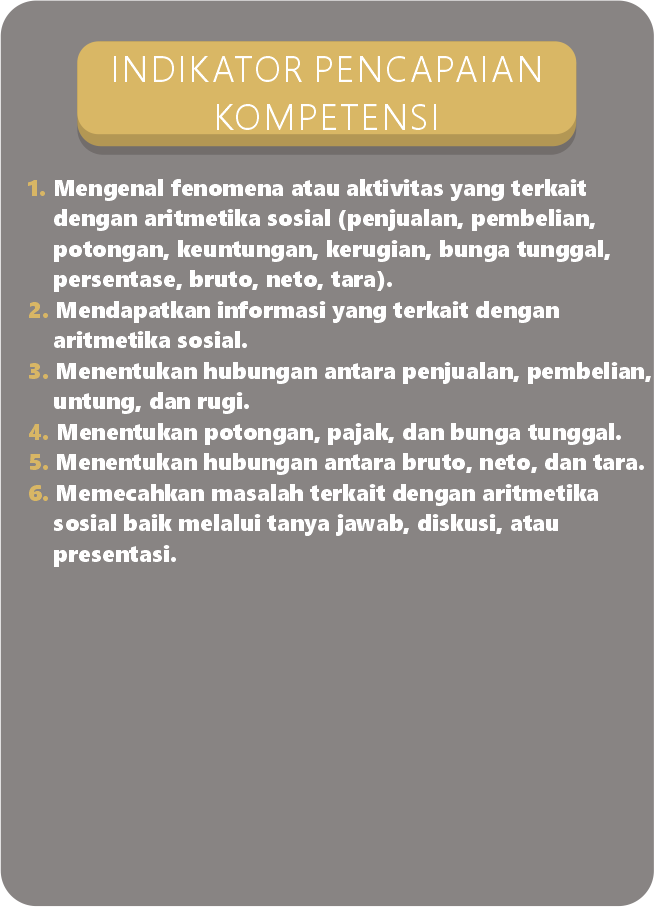 INDIKATOR PENCAPAIAN
KOMPETENSI
1. Mengenal fenomena atau aktivitas yang terkait
dengan aritmetika sosial (penjualan, pembelian,
potongan, keuntungan, kerugian, bunga tunggal,
persentase, bruto, neto, tara).
2. Mendapatkan informasi yang terkait dengan
aritmetika sosial.
3. Menentukan hubungan antara penjualan, pembelian,
untung, dan rugi.
4. Menentukan potongan, pajak, dan bunga tunggal.
5. Menentukan hubungan antara bruto, neto, dan tara.
6. Memecahkan masalah terkait dengan aritmetika
sosial baik melalui tanya jawab, diskusi, atau
presentasi.